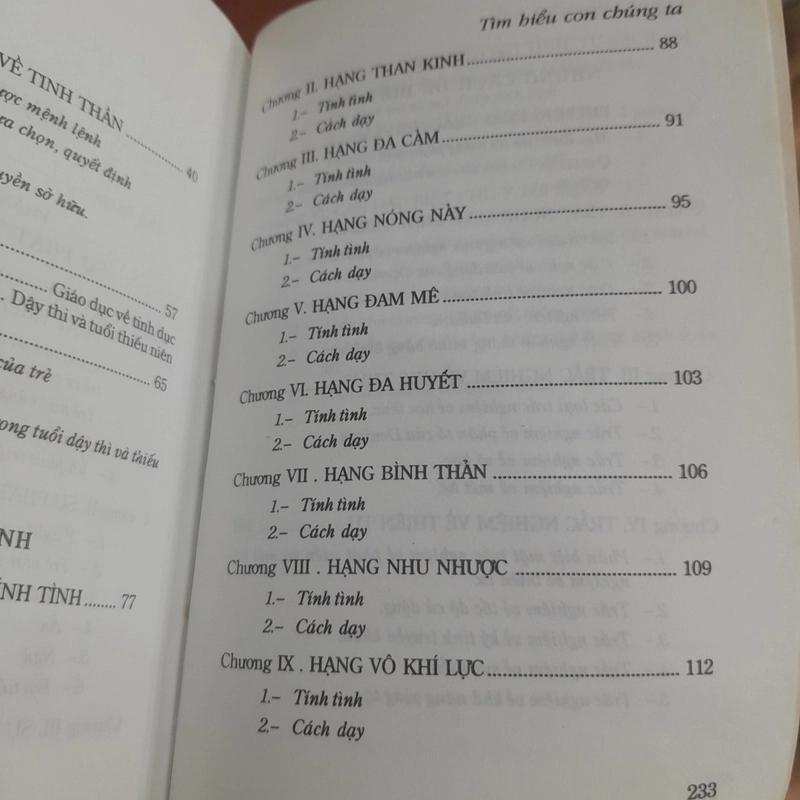 VỀ TINH THẦN
ược mệnh lệnh
ựa chọn, quyết định ........ 40
uyền sở hữu.
........ 57
........ Giáo dục về tình dục
. Dậy thì và tuổi thiếu niên
........ 65
của trẻ
ong tuổi dậy thì và thiếu
NH
ÍNH TÌNH ........ 77
Tìm hiểu con chúng ta
Chương II. HẠNG THẦN KINH ........ 88
1.- Tính tình
2.- Cách dạy
Chương III. HẠNG ĐA CẢM ........ 91
1.- Tính tình
2.- Cách dạy
Chương IV. HẠNG NÓNG NẢY ........ 95
1.- Tính tình
2.- Cách dạy
Chương V. HẠNG ĐAM MÊ ........ 100
1.- Tính tình
2.- Cách dạy
Chương VI. HẠNG ĐA HUYẾT ........ 103
1.- Tính tình
2.- Cách dạy
Chương VII . HẠNG BÌNH THẢN ........ 106
1.- Tính tình
2.- Cách dạy
Chương VIII . HẠNG NHU NHƯỢC ........ 109
1.- Tính tình
2.- Cách dạy
Chương IX . HẠNG VÔ KHÍ LỰC ........ 112
1.- Tính tình
2.- Cách dạy
233